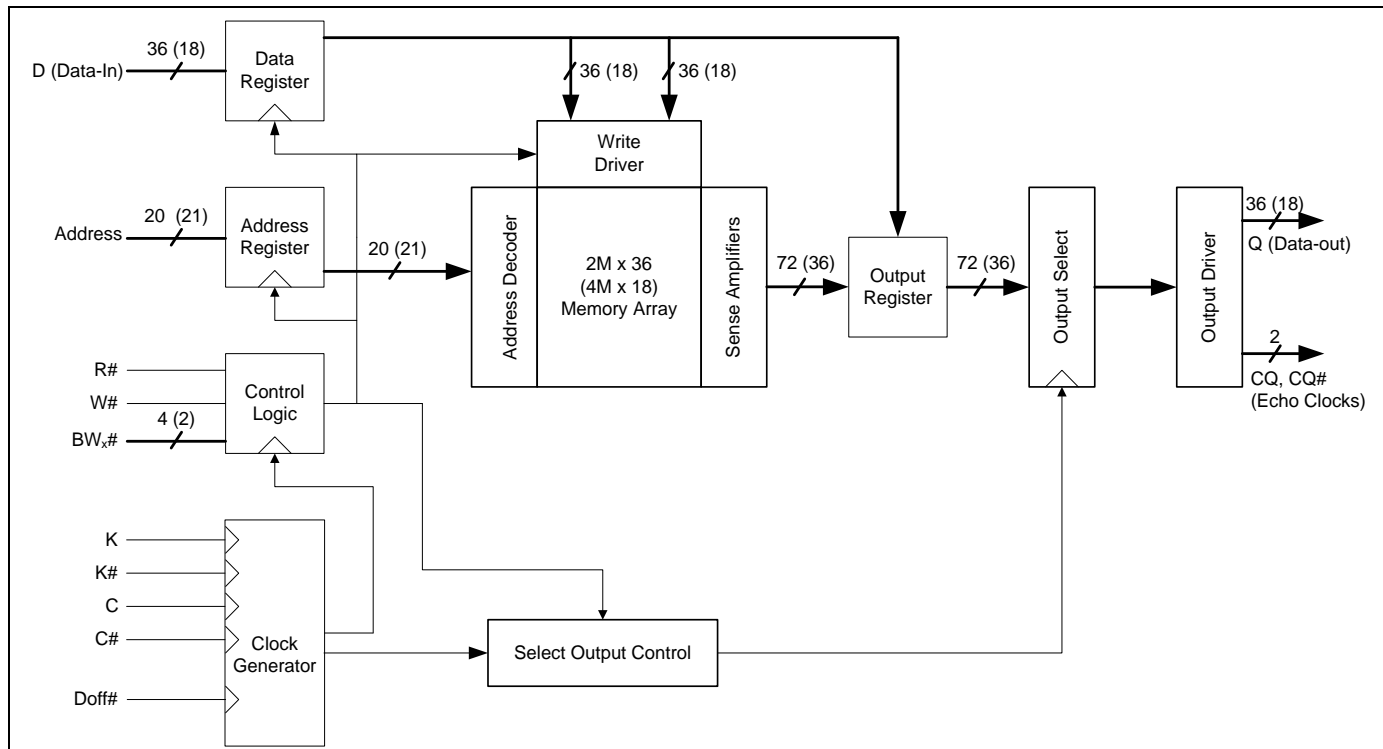 36 (18)
D (Data-In)
Data
Register
36 (18)
36 (18)
Write
Driver
20 (21)
Address
Address
Register
20 (21)
Address Decoder
2M x 36
(4M x 18)
Memory Array
Sense Amplifiers
72 (36)
Output
Register
72 (36)
Output Select
Output Driver
36 (18)
Q (Data-out)
2
CQ, CQ#
(Echo Clocks)
R#
W#
4 (2)
BWx#
Control
Logic
K
K#
C
C#
Doff#
Clock
Generator
Select Output Control